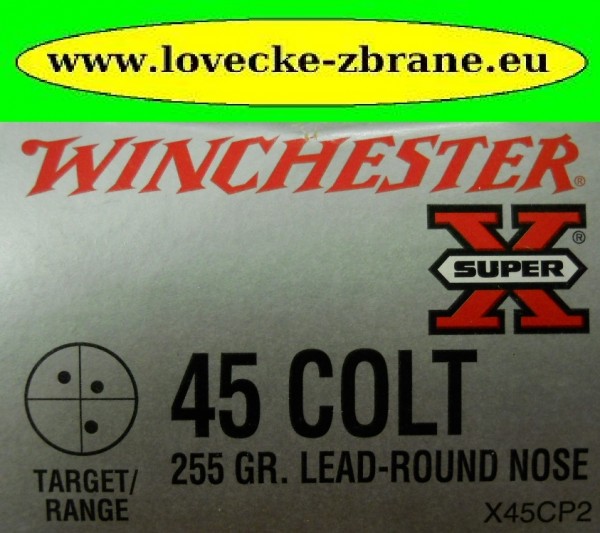 www.lovecke-zbrane.eu
WINCHESTER®
X ®
SUPER
45 COLT
255 GR. LEAD-ROUND NOSE
TARGET/
RANGE
X45CP2